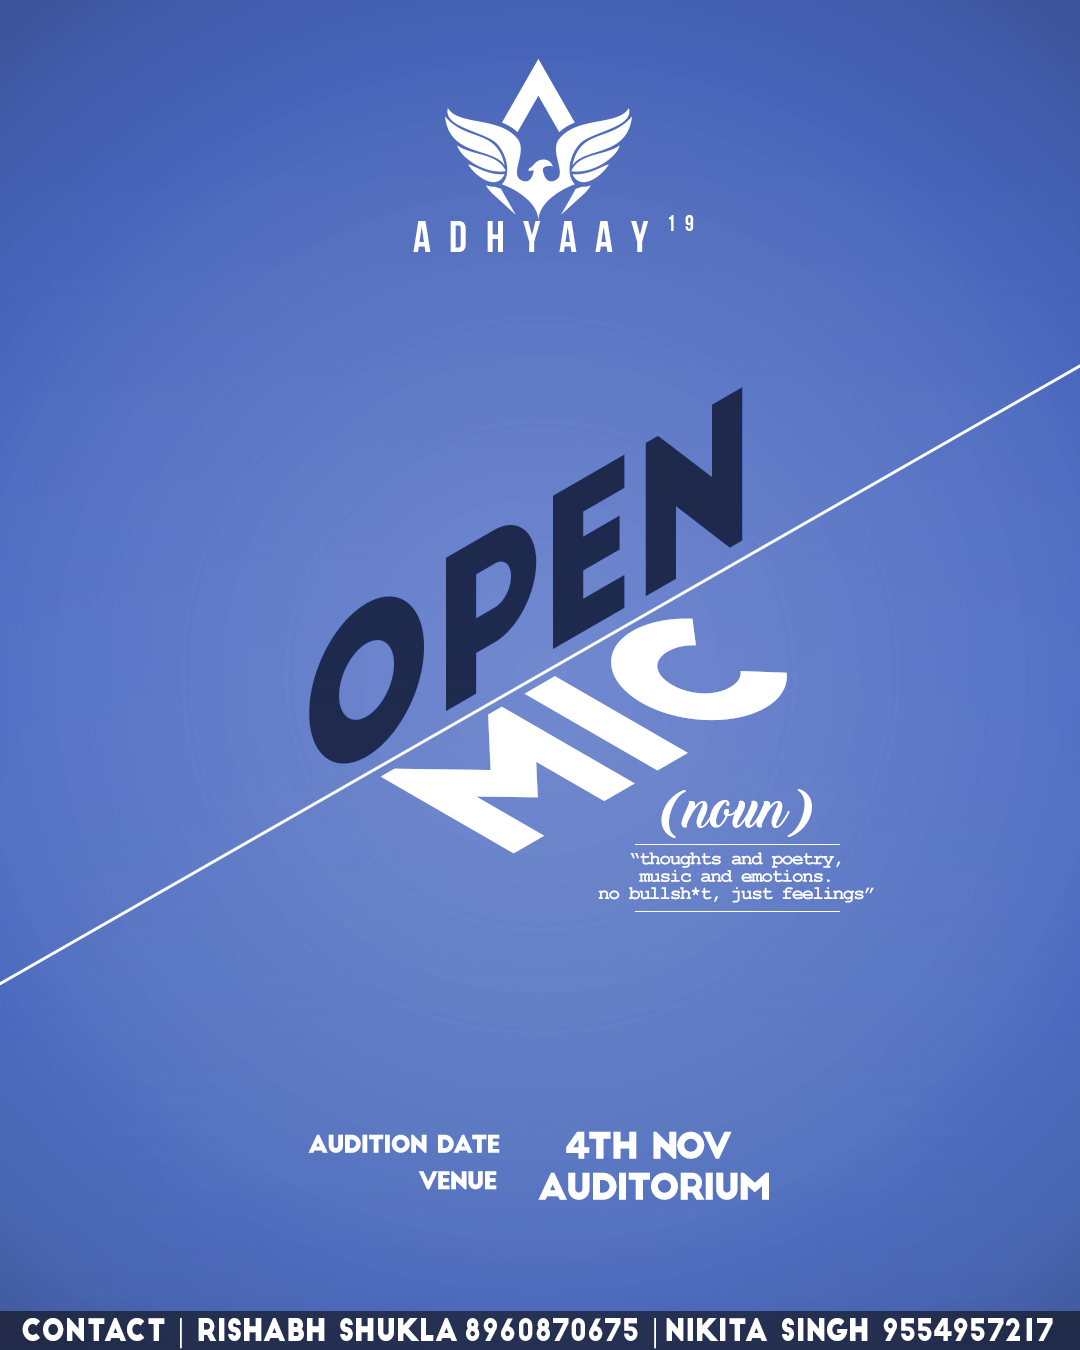 ADHYAAY 19
OPEN
MIC
(noun)
“thoughts and poetry,
music and emotions.
no bullsh*t, just feelings”
AUDITION DATE 4TH NOV
VENUE AUDITORIUM
CONTACT | RISHABH SHUKLA 8960870675 | NIKITA SINGH 9554957217